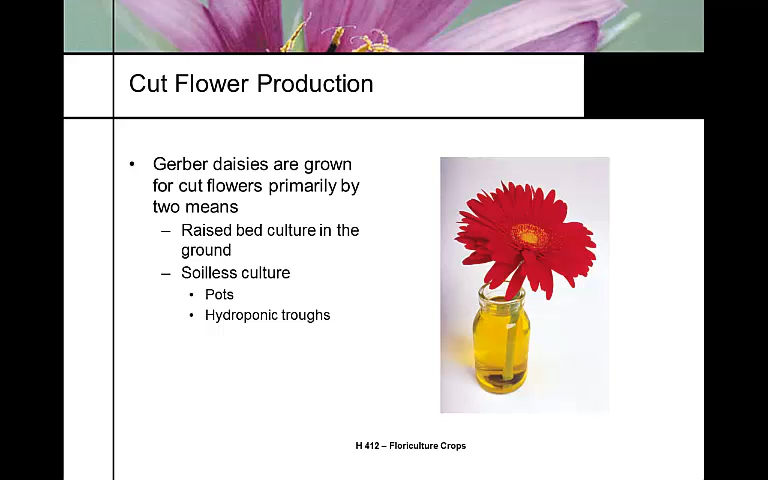 Cut Flower Production
• Gerber daisies are grown
for cut flowers primarily by
two means
– Raised bed culture in the
ground
– Soilless culture
• Pots
• Hydroponic troughs
H 412 – Floriculture Crops